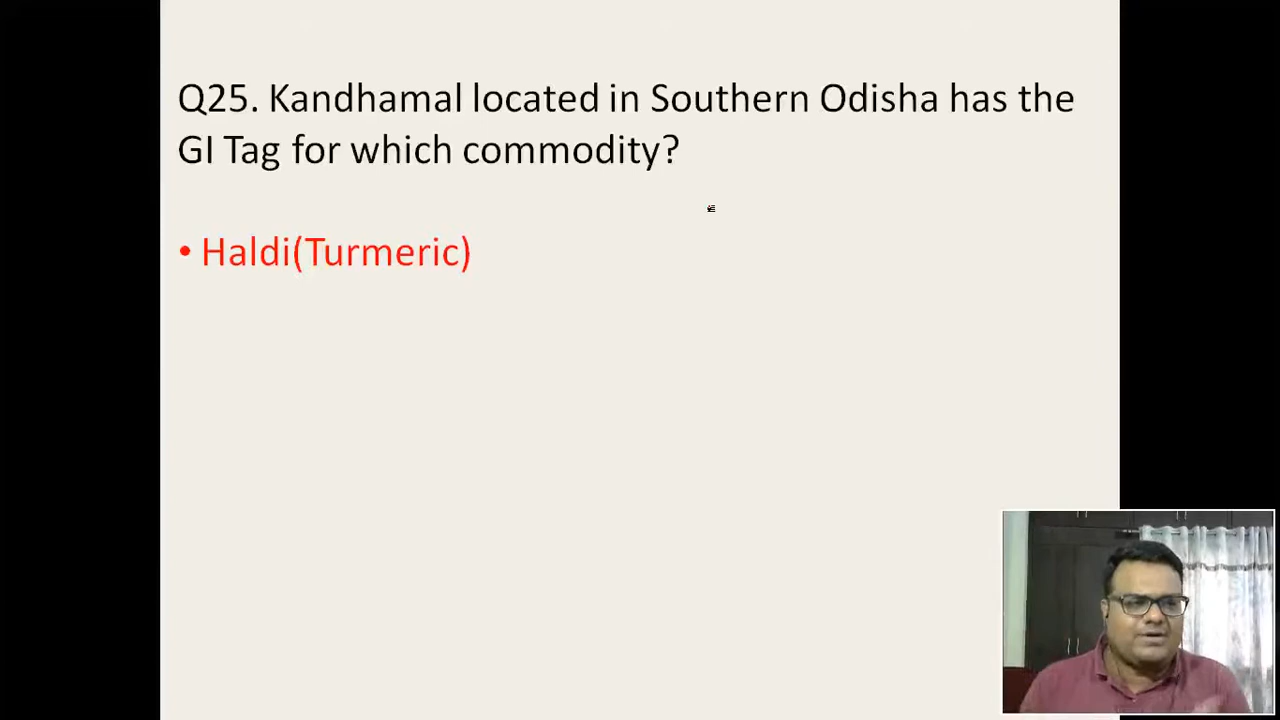 Q25. Kandhamal located in Southern Odisha has the
GI Tag for which commodity?
• Haldi(Turmeric)